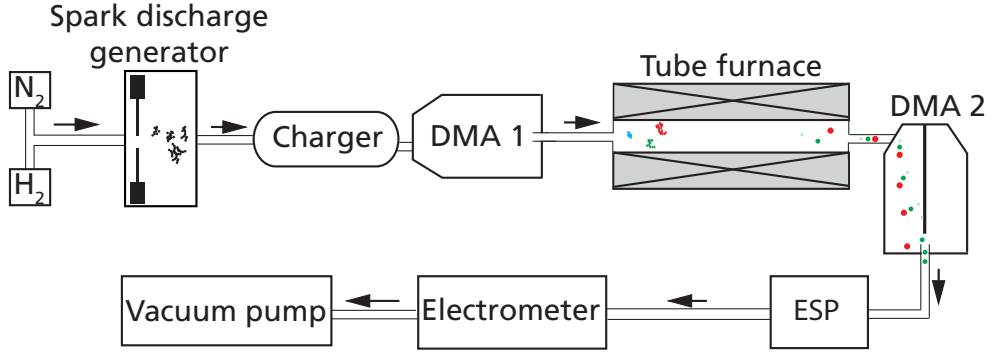 Spark discharge
generator
N₂
H₂
Charger
DMA 1
Tube furnace
DMA 2
Vacuum pump
Electrometer
ESP